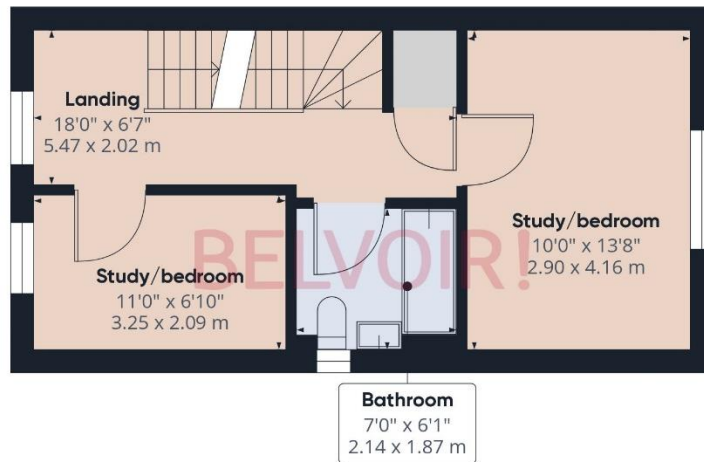 Landing
18'0" x 6'7"
5.47 x 2.02 m
Study/bedroom
10'0" x 13'8"
2.90 x 4.16 m
BELVOIR!
Study/bedroom
11'0" x 6'10"
3.25 x 2.09 m
Bathroom
7'0" x 6'1"
2.14 x 1.87 m